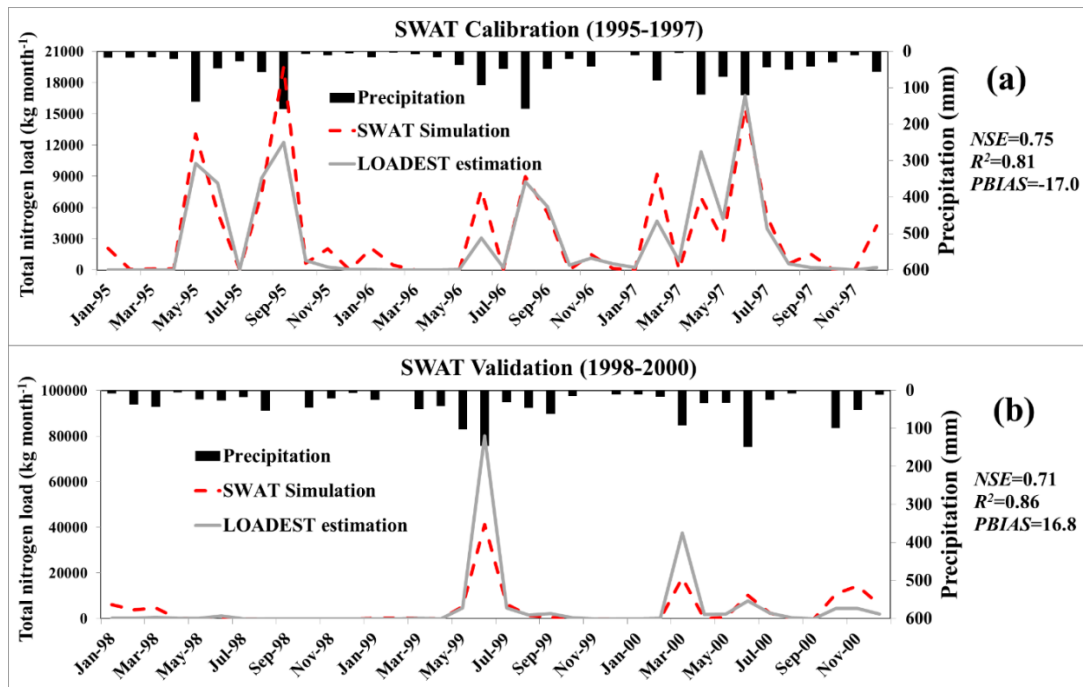 SWAT Calibration (1995-1997)
Total nitrogen load (kg month⁻¹)
21000
18000
15000
12000
9000
6000
3000
0
Precipitation
SWAT Simulation
LOADEST estimation
0
100
200
300
400
500
600
Precipitation (mm)
(a)
NSE=0.75
R²=0.81
PBIAS=-17.0
Jan-95
Mar-95
May-95
Jul-95
Sep-95
Nov-95
Jan-96
Mar-96
May-96
Jul-96
Sep-96
Nov-96
Jan-97
Mar-97
May-97
Jul-97
Sep-97
Nov-97
SWAT Validation (1998-2000)
Total nitrogen load (kg month⁻¹)
100000
80000
60000
40000
20000
0
Precipitation
SWAT Simulation
LOADEST estimation
0
100
200
300
400
500
600
Precipitation (mm)
(b)
NSE=0.71
R²=0.86
PBIAS=16.8
Jan-98
Mar-98
May-98
Jul-98
Sep-98
Nov-98
Jan-99
Mar-99
May-99
Jul-99
Sep-99
Nov-99
Jan-00
Mar-00
May-00
Jul-00
Sep-00
Nov-00